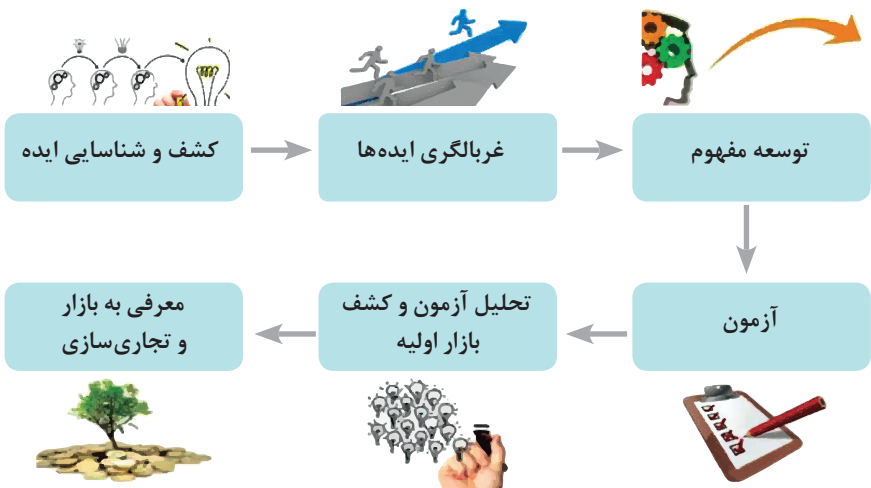 کشف و شناسایی ایده
غربالگری ایده‌ها
توسعه مفهوم
آزمون
تحلیل آزمون و کشف
بازار اولیه
معرفی به بازار
و تجاری‌سازی